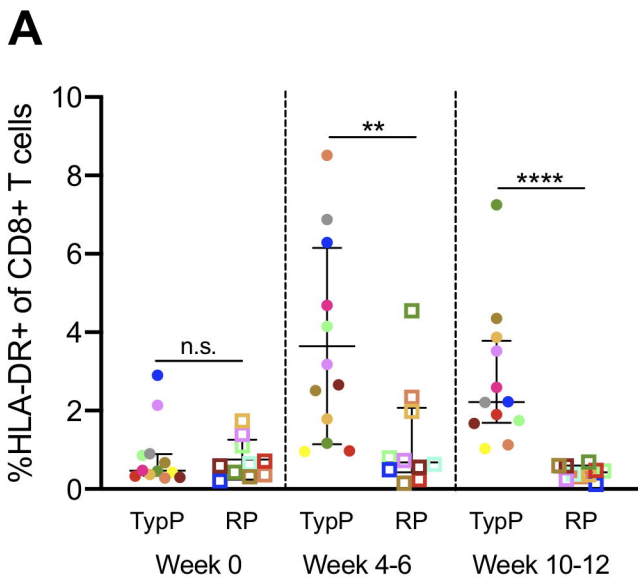 A
%HLA-DR+ of CD8+ T cells
10
8
6
4
2
0
n.s.
**
****
TypP RP TypP RP TypP RP
Week 0 Week 4-6 Week 10-12